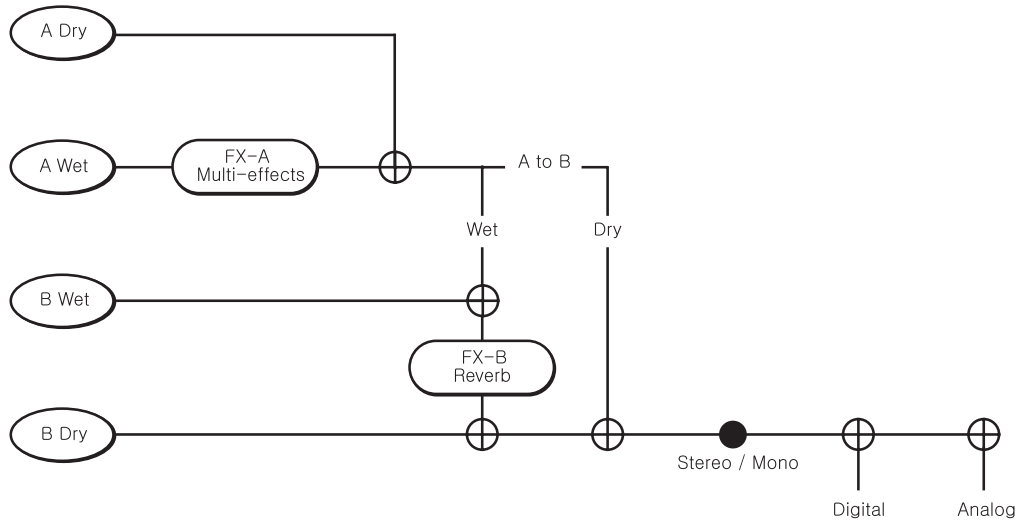 A Dry
FX-A
Multi-effects
A Wet
A to B
Wet
Dry
B Wet
FX-B
Reverb
B Dry
Stereo / Mono
Digital
Analog